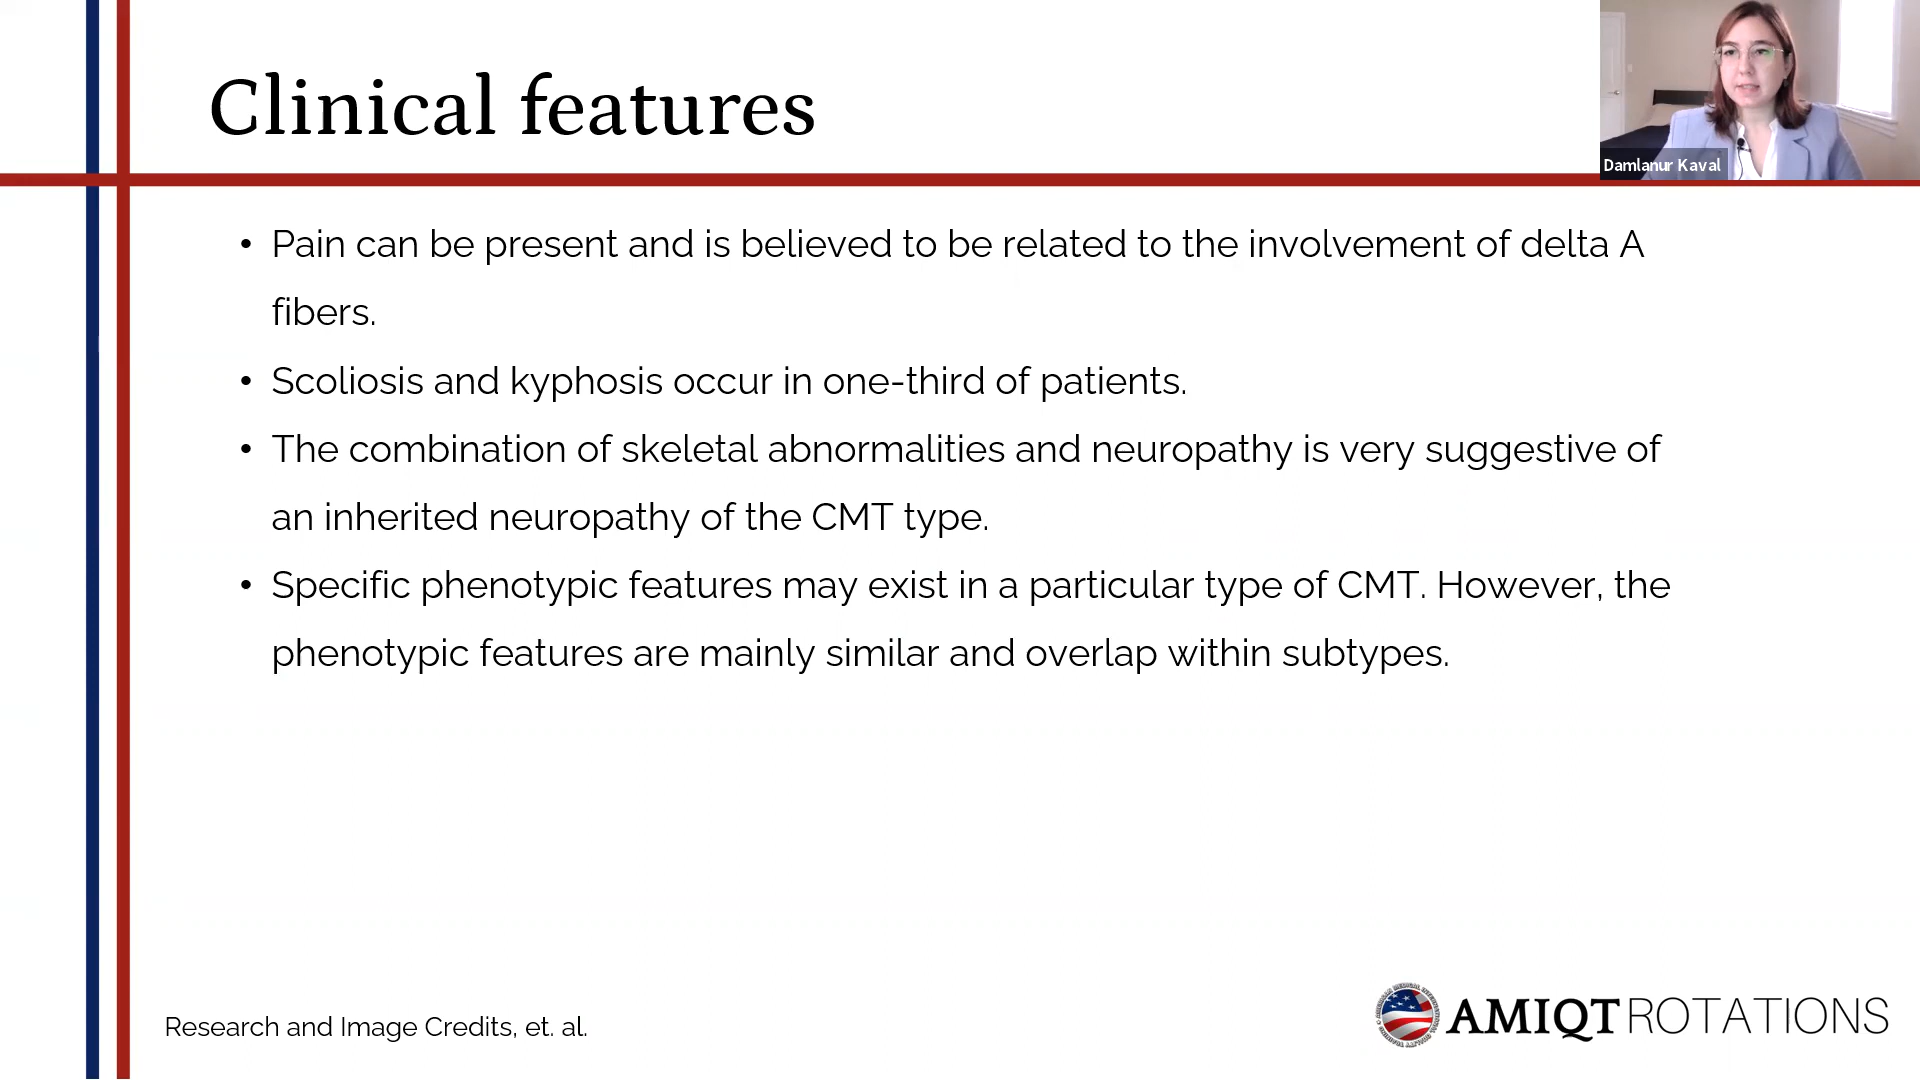 Clinical features
Damlanur Kaval
• Pain can be present and is believed to be related to the involvement of delta A
fibers.
• Scoliosis and kyphosis occur in one-third of patients.
• The combination of skeletal abnormalities and neuropathy is very suggestive of
an inherited neuropathy of the CMT type.
• Specific phenotypic features may exist in a particular type of CMT. However, the
phenotypic features are mainly similar and overlap within subtypes.
Research and Image Credits, et. al.
AMIQT ROTATIONS